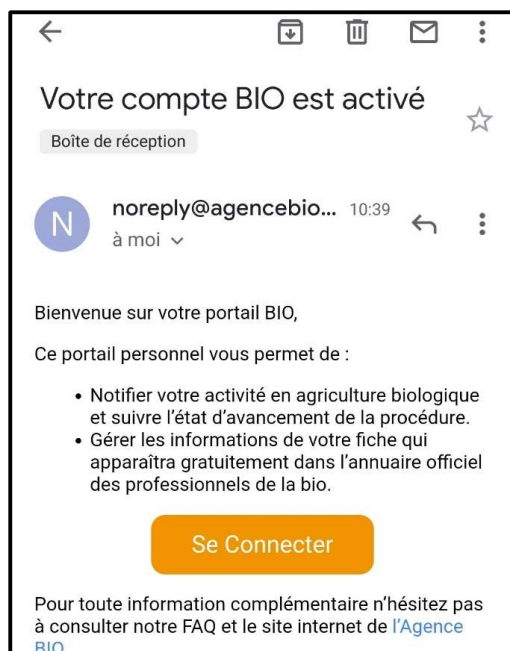 Votre compte BIO est activé
Boîte de réception
N
noreply@agencebio... 10:39
à moi
Bienvenue sur votre portail BIO,
Ce portail personnel vous permet de :
• Notifier votre activité en agriculture biologique
et suivre l'état d'avancement de la procédure.
• Gérer les informations de votre fiche qui
apparaîtra gratuitement dans l'annuaire officiel
des professionnels de la bio.
Se Connecter
Pour toute information complémentaire n'hésitez pas
à consulter notre FAQ et le site internet de l'Agence
BIO